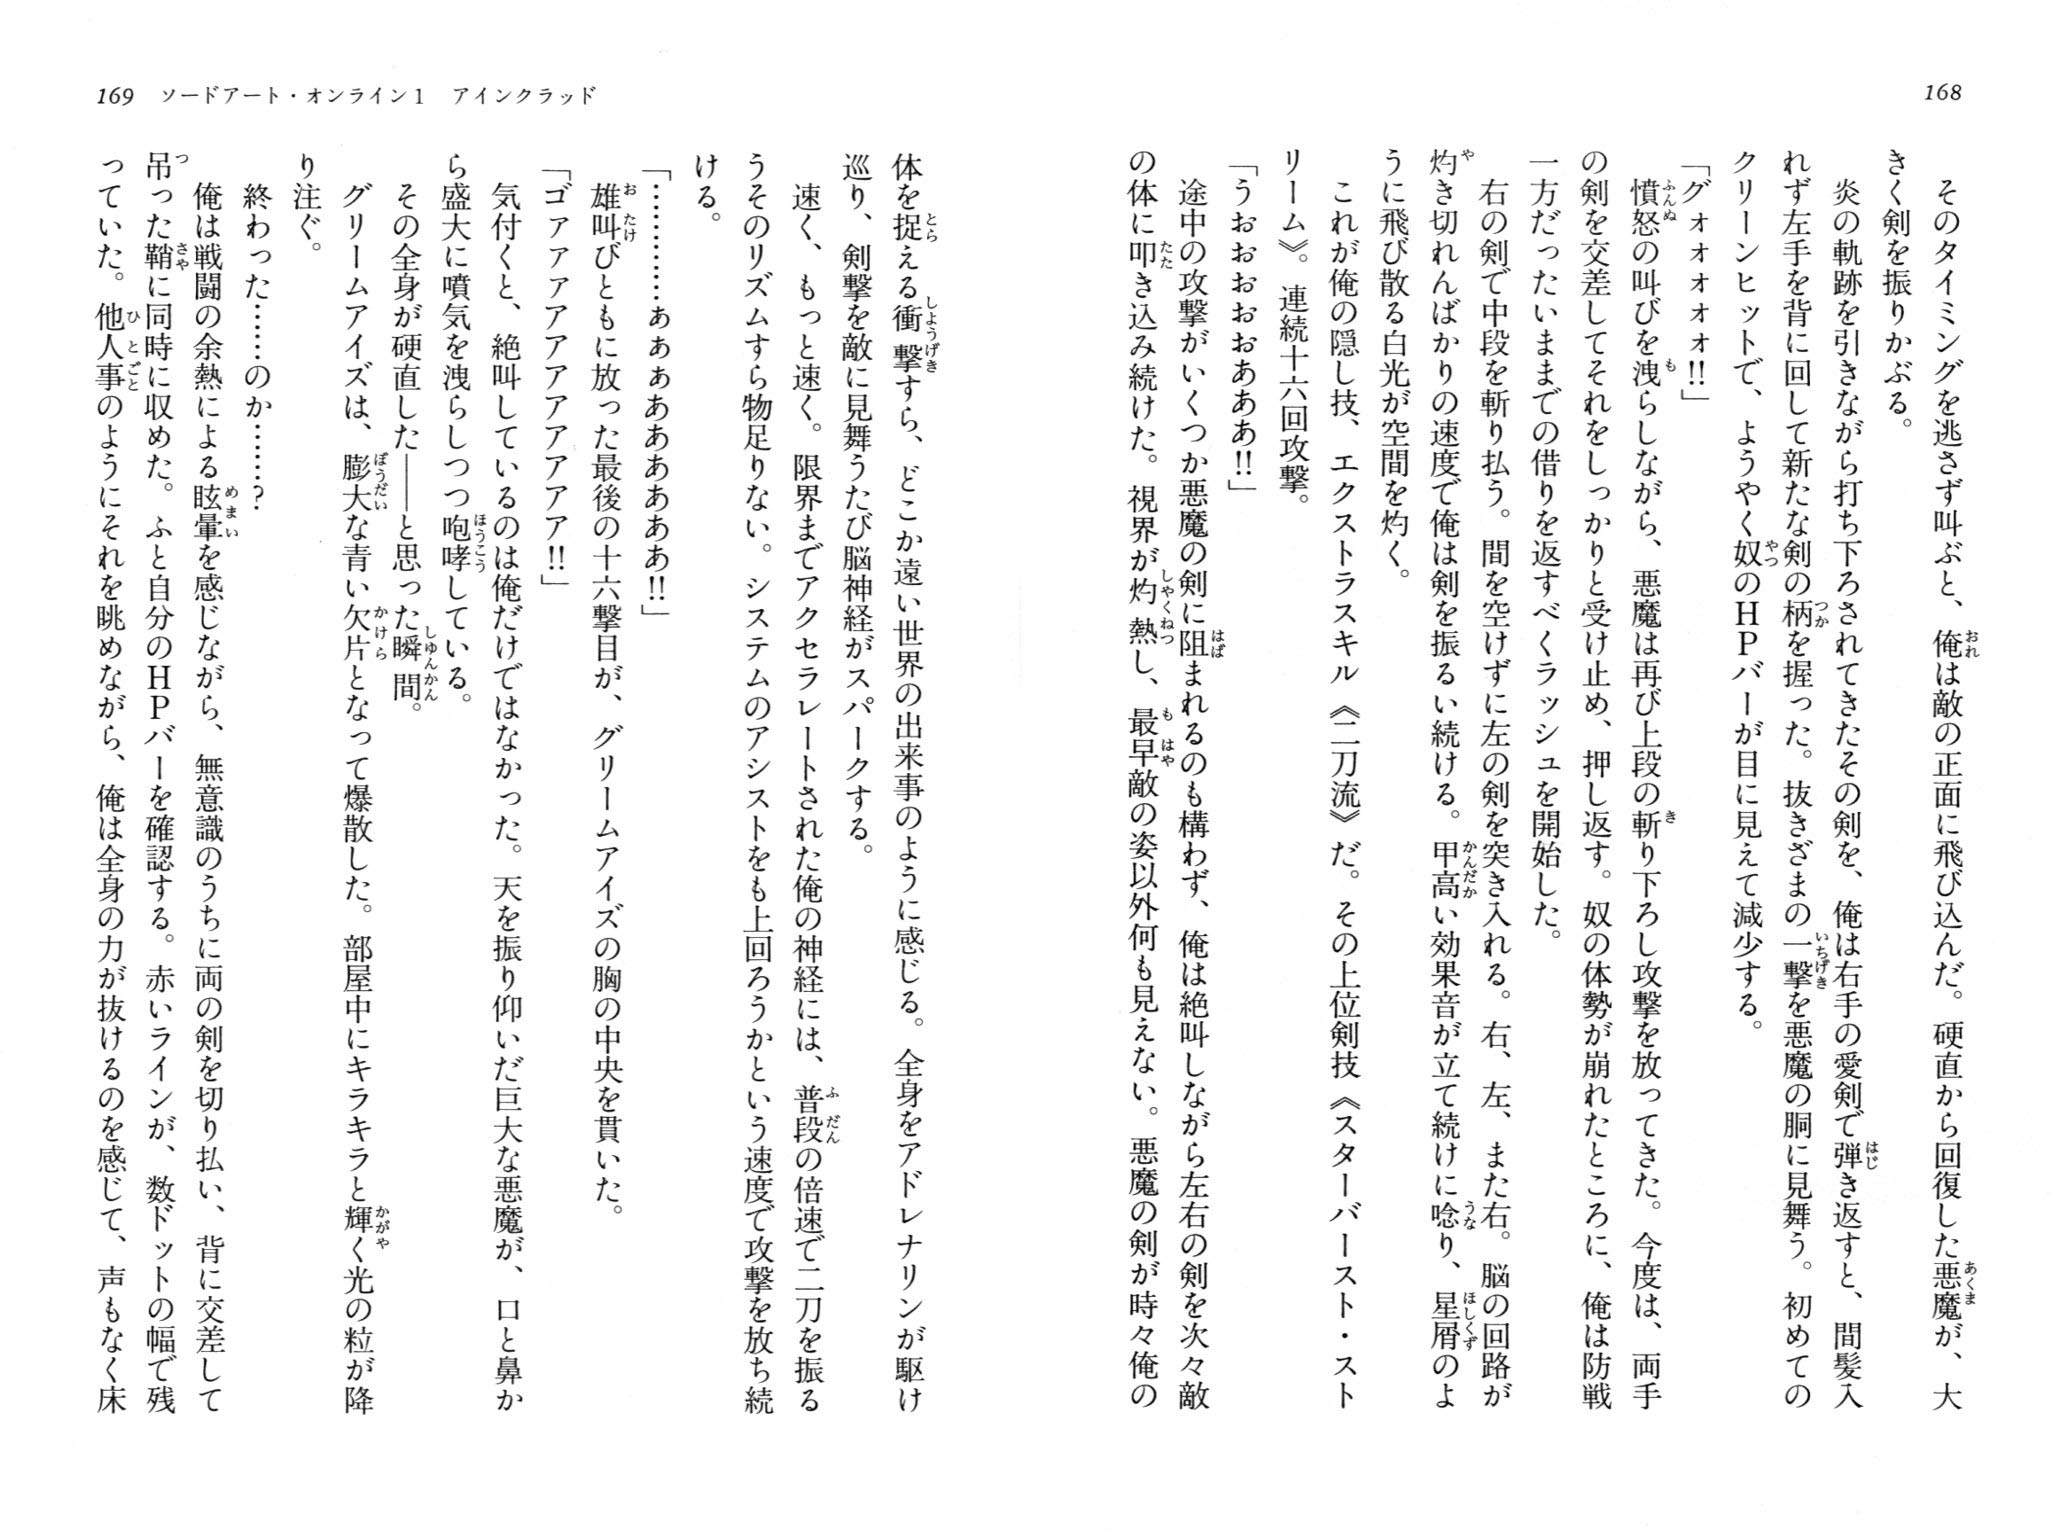 168
そのタイミングを逃さず叫ぶと、俺は敵の正面に飛び込んだ。硬直から回復した悪魔が、大
きく剣を振りかぶる。
炎の軌跡を引きながら打ち下ろされてきたその剣を、俺は右手の愛剣で弾き返すと、間髪入
れず左手を背に回して新たな剣の柄を握った。抜きざまの一撃を悪魔の胴に見舞う。初めての
クリーンヒットで、ようやく奴のHPバーが目に見えて減少する。
「グォォォォォ!!」
憤怒の叫びを洩らしながら、悪魔は再び上段の斬り下ろし攻撃を放ってきた。今度は、両手
の剣を交差してそれをしっかりと受け止め、押し返す。奴の体勢が崩れたところに、俺は防戦
一方だったいままでの借りを返すべくラッシュを開始した。
右の剣で中段を斬り払う。間を空けずに左の剣を突き入れる。右、左、また右。脳の回路が
灼き切れんばかりの速度で俺は剣を振るい続ける。甲高い効果音が立て続けに唸り、星屑のよ
うに飛び散る白光が空間を灼く。
これが俺の隠し技、エクストラスキル《二刀流》だ。その上位剣技《スターバースト・スト
リーム》。連続十六回攻撃。
「うおおおおおあああ!!」
途中の攻撃がいくつか悪魔の剣に阻まれるのも構わず、俺は絶叫しながら左右の剣を次々敵
の体に叩き込み続けた。視界が灼熱し、最早敵の姿以外何も見えない。悪魔の剣が時々俺の
169 ソードアート・オンライン1 アインクラッド
体を捉える衝撃すら、どこか遠い世界の出来事のように感じる。全身をアドレナリンが駆け
巡り、剣撃を敵に見舞うたび脳神経がスパークする。
速く、もっと速く。限界までアクセラレートされた俺の神経には、普段の倍速で二刀を振る
うそのリズムすら物足りない。システムのアシストをも上回ろうかという速度で攻撃を放ち続
ける。
「…………ぁぁぁああああああ!!」
雄叫びともに放った最後の十六撃目が、グリームアイズの胸の中央を貫いた。
「ゴァァァアアアアアアアア!!」
気付くと、絶叫しているのは俺だけではなかった。天を振り仰いだ巨大な悪魔が、口と鼻か
ら盛大に噴気を洩らしつつ咆哮している。
その全身が硬直した――と思った瞬間。
グリームアイズは、膨大な青い欠片となって爆散した。部屋中にキラキラと輝く光の粒が降
り注ぐ。
終わった……のか……?
俺は戦闘の余熱による眩暈を感じながら、無意識のうちに両の剣を切り払い、背に交差して
吊った鞘に同時に収めた。ふと自分のHPバーを確認する。赤いラインが、数ドットの幅で残
っていた。他人事のようにそれを眺めながら、俺は全身の力が抜けるのを感じて、声もなく床